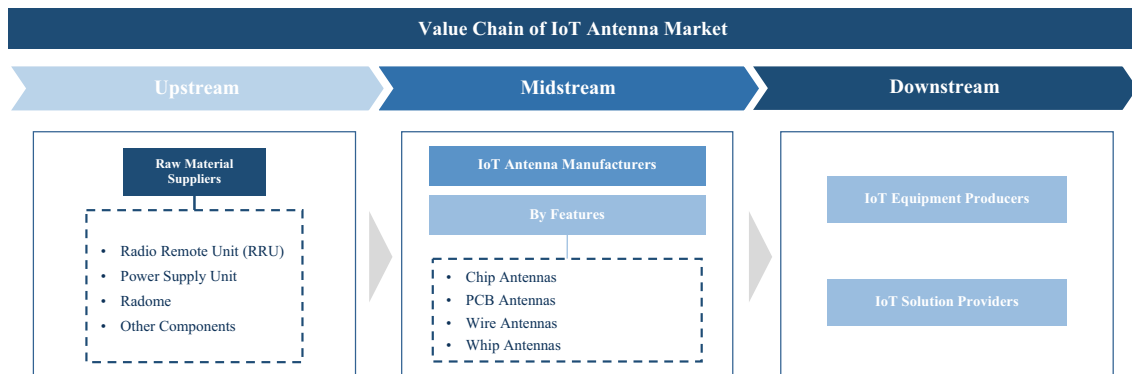 Value Chain of IoT Antenna Market
Upstream
Midstream
Downstream
Raw Material
Suppliers
• Radio Remote Unit (RRU)
• Power Supply Unit
• Radome
• Other Components
IoT Antenna Manufacturers
By Features
• Chip Antennas
• PCB Antennas
• Wire Antennas
• Whip Antennas
IoT Equipment Producers
IoT Solution Providers